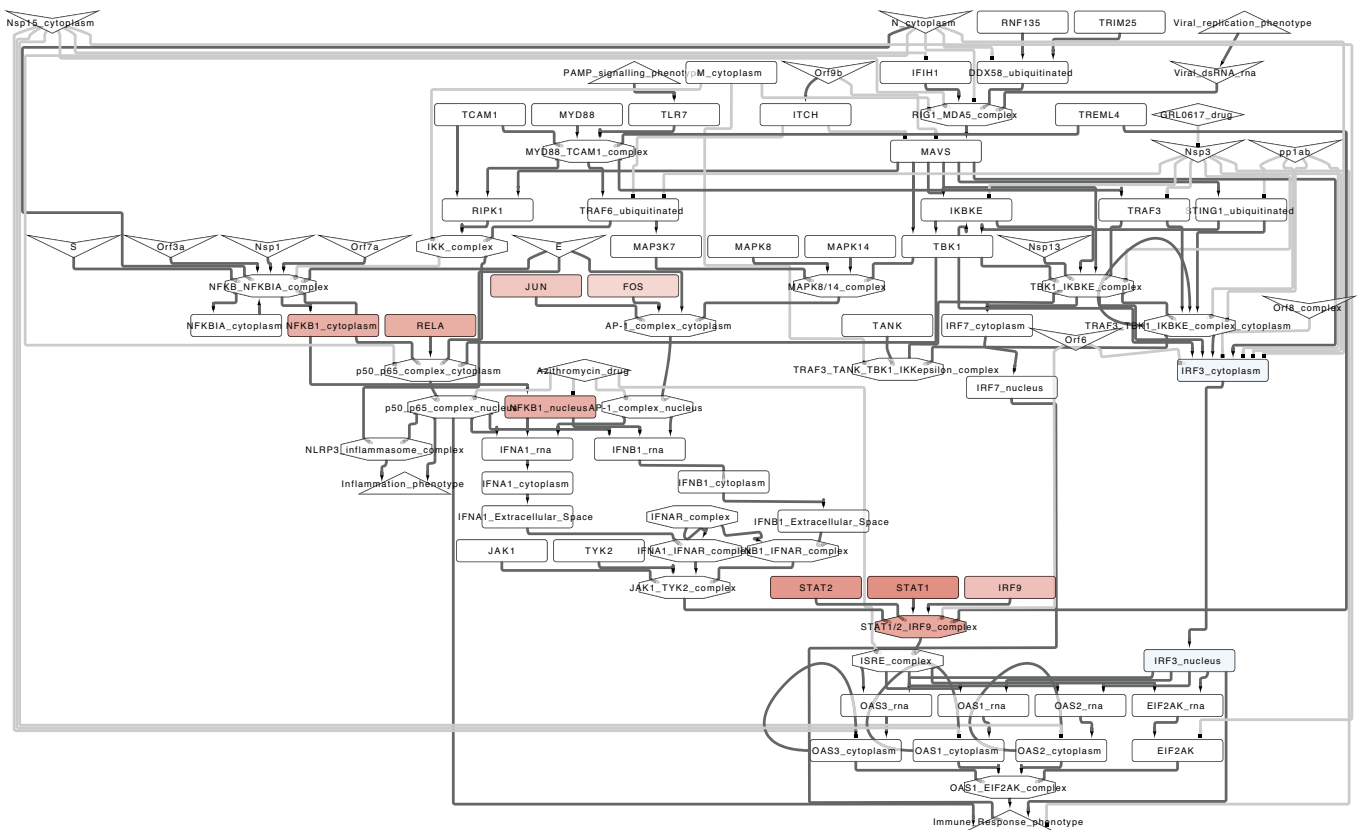 Nsp15_cytoplasm
N_cytoplasm
RNF135
TRIM25
Viral_replication_phenotype
PAMP_signalling_phenotyp
M_cytoplasm
Orf9b
IFIH1
DDX58_ubiquitinated
Viral_dsRNA_rna
TCAM1
MYD88
TLR7
ITCH
RIG1_MDA5_complex
TREML4
GRL0617_drug
MYD88_TCAM1_complex
MAVS
Nsp3
pp1ab
RIPK1
TRAF6_ubiquitinated
IKBKE
TRAF3
STING1_ubiquitinated
S
Orf3a
Nsp1
Orf7a
IKK_complex
E
MAP3K7
MAPK8
MAPK14
TBK1
Nsp13
NFKB_NFKBIA_complex
JUN
FOS
MAPK8/14_complex
TBK1_IKBKE_complex
Orf8_complex
NFKBIA_cytoplasm
NFKB1_cytoplasm
RELA
AP-1_complex_cytoplasm
TANK
IRF7_cytoplasm
TRAF3_TBK1_IKBKE_complex_cytoplasm
Orf6
p50_p65_complex_cytoplasm
Azithromycin_drug
TRAF3_TANK_TBK1_IKKepsilon_complex
IRF3_cytoplasm
IRF7_nucleus
p50_p65_complex_nucleus
NFKB1_nucleus
AP-1_complex_nucleus
NLRP3_inflammasome_complex
IFNA1_rna
IFNB1_rna
Inflammation_phenotype
IFNA1_cytoplasm
IFNB1_cytoplasm
IFNA1_Extracellular_Space
IFNAR_complex
IFNB1_Extracellular_Space
JAK1
TYK2
IFNA1_IFNAR_complex
NB1_IFNAR_complex
JAK1_TYK2_complex
STAT2
STAT1
IRF9
STAT1/2_IRF9_complex
ISRE_complex
IRF3_nucleus
OAS3_rna
OAS1_rna
OAS2_rna
EIF2AK_rna
OAS3_cytoplasm
OAS1_cytoplasm
OAS2_cytoplasm
EIF2AK
OAS1_EIF2AK_complex
Immune_Response_phenotype